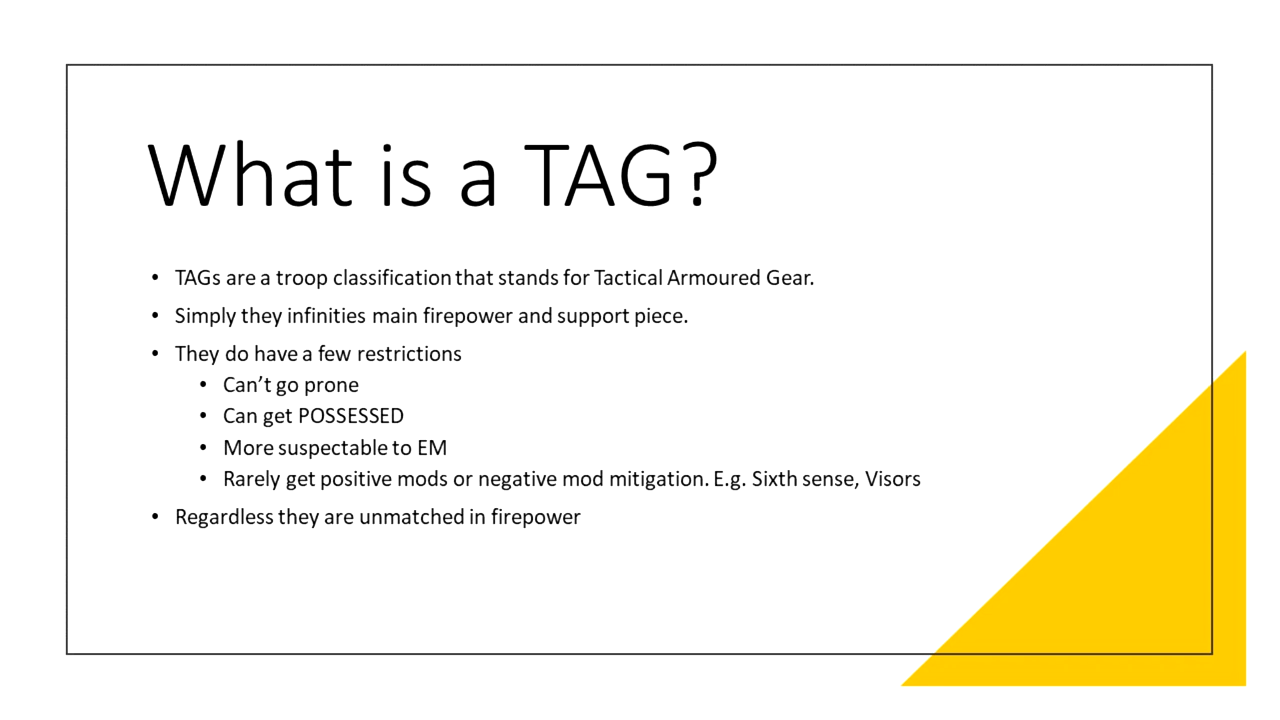 What is a TAG?
• TAGs are a troop classification that stands for Tactical Armoured Gear.
• Simply they infinities main firepower and support piece.
• They do have a few restrictions
• Can't go prone
• Can get POSSESSED
• More suspectable to EM
• Rarely get positive mods or negative mod mitigation. E.g. Sixth sense, Visors
• Regardless they are unmatched in firepower